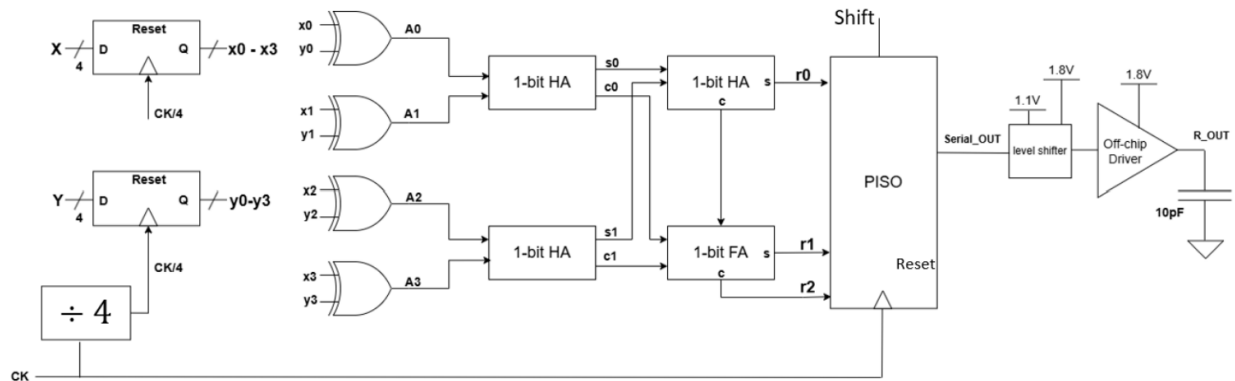 Reset
X
4
D
Q
x0 - x3
CK/4
Reset
Y
4
D
Q
y0-y3
CK/4
÷ 4
CK
x0
y0
A0
x1
y1
A1
x2
y2
A2
x3
y3
A3
1-bit HA
s0
c0
1-bit HA
s1
c1
1-bit HA
s
c
r0
1-bit FA
s
c
r1
r2
Shift
PISO
Reset
Serial_OUT
1.1V
1.8V
level shifter
1.8V
Off-chip
Driver
R_OUT
10pF